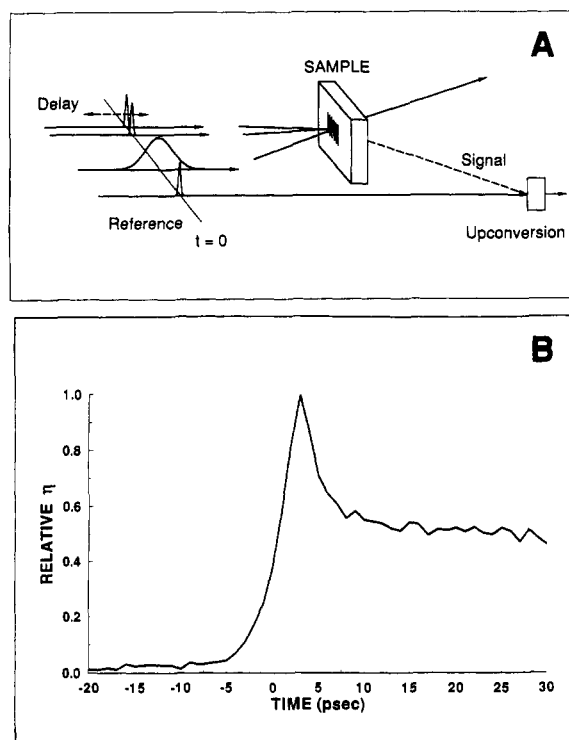 A
SAMPLE
Delay
Signal
Reference
t = 0
Upconversion
B
RELATIVE η
1.0
0.8
0.6
0.4
0.2
0.0
-20 -15 -10 -5 0 5 10 15 20 25 30
TIME (psec)